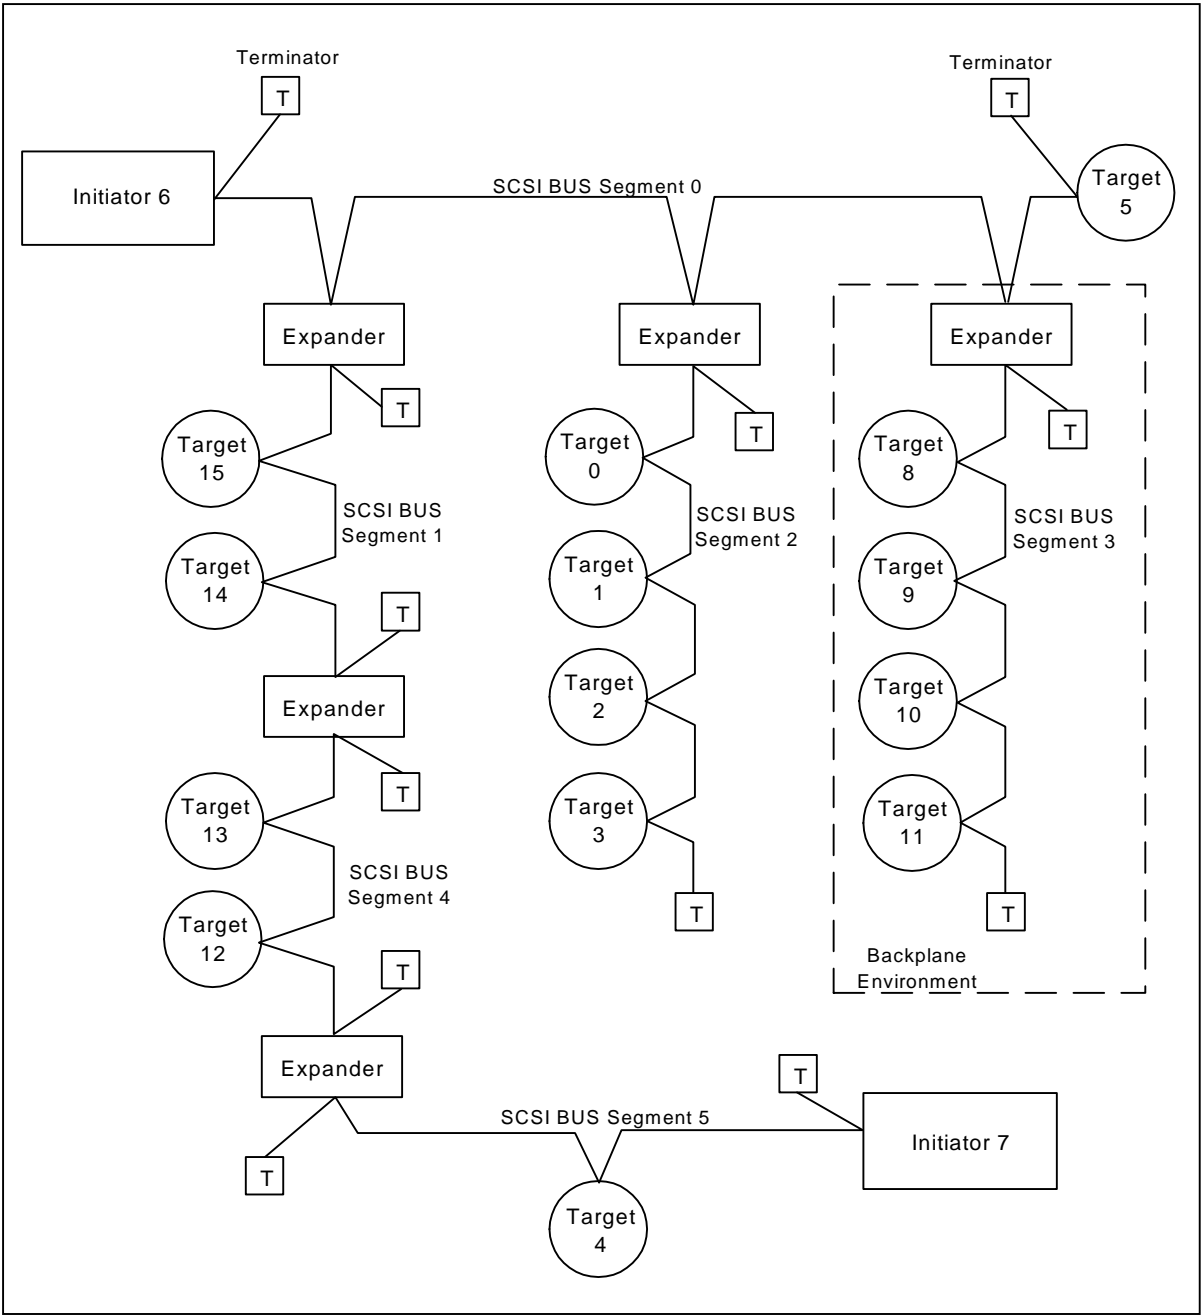 Terminator
Terminator
T
T
Initiator 6
SCSI BUS Segment 0
Target
5
Expander
Expander
Expander
T
T
T
Target
15
Target
0
Target
8
SCSI BUS
Segment 1
SCSI BUS
Segment 2
SCSI BUS
Segment 3
Target
14
Target
1
Target
9
T
Expander
Target
2
Target
10
T
Target
13
Target
3
Target
11
SCSI BUS
Segment 4
Target
12
T
T
T
Backplane
Environment
Expander
T
SCSI BUS Segment 5
Initiator 7
T
Target
4